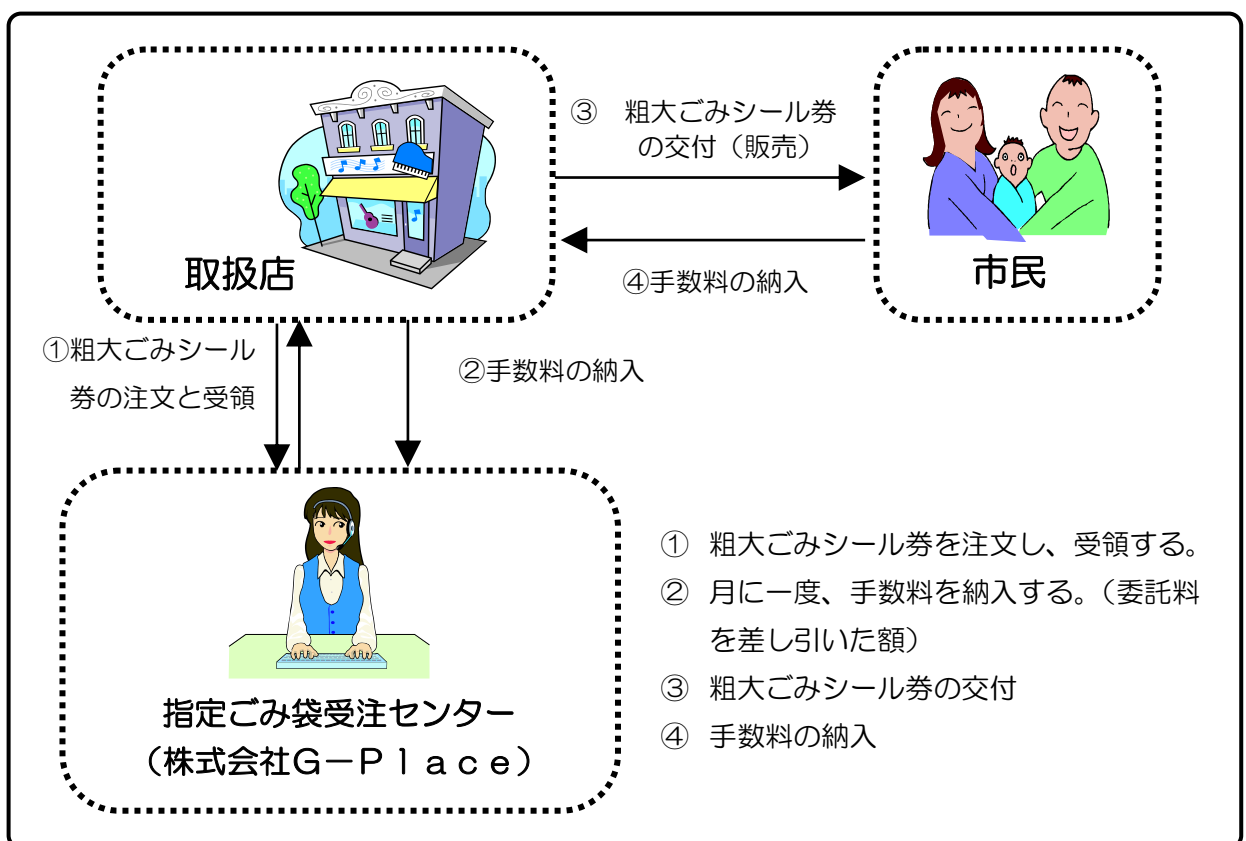 ③ 粗大ごみシール券
の交付（販売）
④手数料の納入
取扱店
市民
①粗大ごみシール
券の注文と受領
②手数料の納入
指定ごみ袋受注センター
（株式会社Ｇ－Ｐｌａｃｅ）
① 粗大ごみシール券を注文し、受領する。
② 月に一度、手数料を納入する。（委託料
を差し引いた額）
③ 粗大ごみシール券の交付
④ 手数料の納入